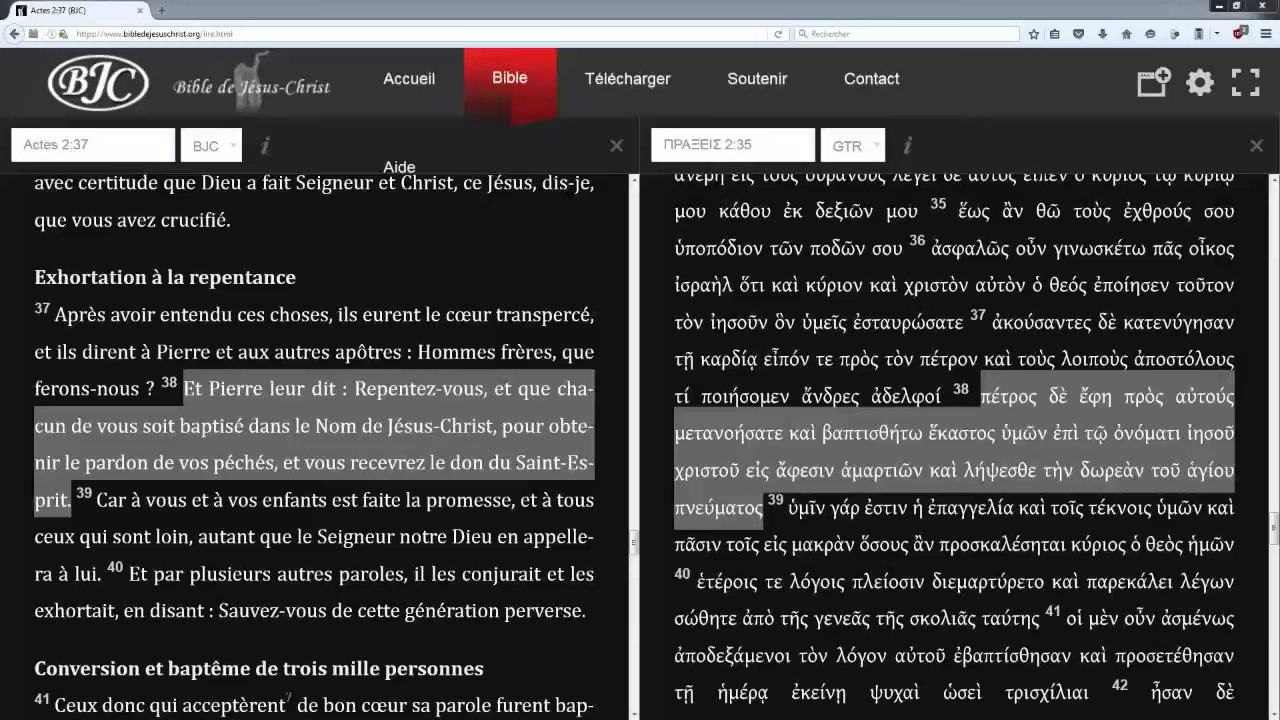 Actes 2:37 (BJC)
https://www.bibledejesuschrist.org/lire.html
Rechercher
BJC
Bible de Jésus-Christ
Accueil
Bible
Télécharger
Soutenir
Contact
Aide
Actes 2:37
BJC
avec certitude que Dieu a fait Seigneur et Christ, ce Jésus, dis-je,
que vous avez crucifié.
Exhortation à la repentance
37 Après avoir entendu ces choses, ils eurent le cœur transpercé,
et ils dirent à Pierre et aux autres apôtres : Hommes frères, que
ferons-nous ? 38 Et Pierre leur dit : Repentez-vous, et que cha-
cun de vous soit baptisé dans le Nom de Jésus-Christ, pour obte-
nir le pardon de vos péchés, et vous recevrez le don du Saint-Es-
prit. 39 Car à vous et à vos enfants est faite la promesse, et à tous
ceux qui sont loin, autant que le Seigneur notre Dieu en appelle-
ra à lui. 40 Et par plusieurs autres paroles, il les conjurait et les
exhortait, en disant : Sauvez-vous de cette génération perverse.
Conversion et baptême de trois mille personnes
41 Ceux donc qui acceptèrent de bon cœur sa parole furent bap-
ΠΡΑΞΕΙΣ 2:35
GTR
ἀνέβη εἰς τοὺς οὐρανούς λέγει δὲ αὐτός εἶπεν ὁ κύριος τῷ κυρίῳ
μου κάθου ἐκ δεξιῶν μου 35 ἕως ἂν θῶ τοὺς ἐχθρούς σου
ὑποπόδιον τῶν ποδῶν σου 36 ἀσφαλῶς οὖν γινωσκέτω πᾶς οἶκος
ἰσραὴλ ὅτι καὶ κύριον καὶ χριστὸν αὐτὸν ὁ θεός ἐποίησεν τοῦτον
τὸν ἰησοῦν ὃν ὑμεῖς ἐσταυρώσατε 37 ἀκούσαντες δὲ κατενύγησαν
τῇ καρδίᾳ εἶπόν τε πρὸς τὸν πέτρον καὶ τοὺς λοιποὺς ἀποστόλους
τί ποιήσομεν ἄνδρες ἀδελφοί 38 πέτρος δὲ ἔφη πρὸς αὐτούς
μετανοήσατε καὶ βαπτισθήτω ἕκαστος ὑμῶν ἐπὶ τῷ ὀνόματι ἰησοῦ
χριστοῦ εἰς ἄφεσιν ἁμαρτιῶν καὶ λήψεσθε τὴν δωρεὰν τοῦ ἁγίου
πνεύματος 39 ὑμῖν γάρ ἐστιν ἡ ἐπαγγελία καὶ τοῖς τέκνοις ὑμῶν καὶ
πᾶσιν τοῖς εἰς μακρὰν ὅσους ἂν προσκαλέσηται κύριος ὁ θεὸς ἡμῶν
40 ἑτέροις τε λόγοις πλείοσιν διεμαρτύρετο καὶ παρεκάλει λέγων
σώθητε ἀπὸ τῆς γενεᾶς τῆς σκολιᾶς ταύτης 41 οἱ μὲν οὖν ἀσμένως
ἀποδεξάμενοι τὸν λόγον αὐτοῦ ἐβαπτίσθησαν καὶ προσετέθησαν
τῇ ἡμέρᾳ ἐκείνῃ ψυχαὶ ὡσεὶ τρισχίλιαι 42 ἦσαν δὲ